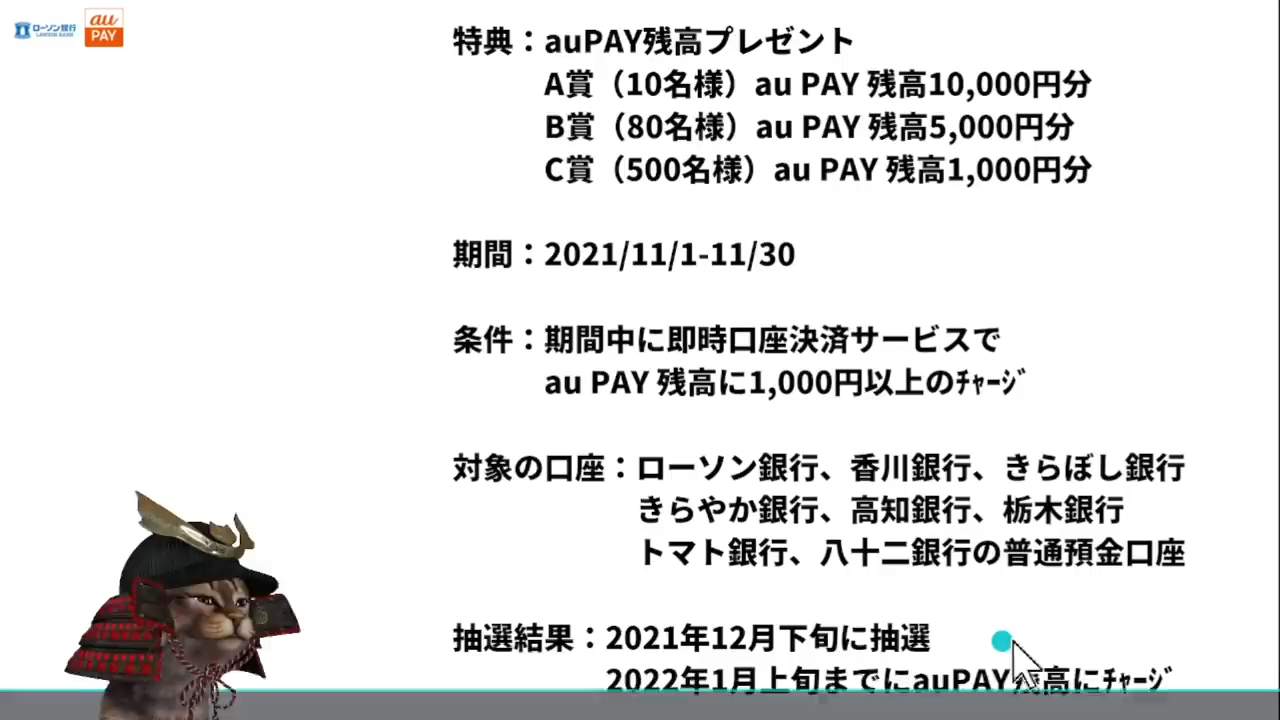 ローソン銀行
LAWSON BANK
au
PAY
特典：auPAY残高プレゼント
A賞（10名様）au PAY 残高10,000円分
B賞（80名様）au PAY 残高5,000円分
C賞（500名様）au PAY 残高1,000円分
期間：2021/11/1-11/30
条件：期間中に即時口座決済サービスで
au PAY 残高に1,000円以上のﾁｬｰｼﾞ
対象の口座：ローソン銀行、香川銀行、きらぼし銀行
きらやか銀行、高知銀行、栃木銀行
トマト銀行、八十二銀行の普通預金口座
抽選結果：2021年12月下旬に抽選
2022年1月上旬までにauPAY残高にﾁｬｰｼﾞ